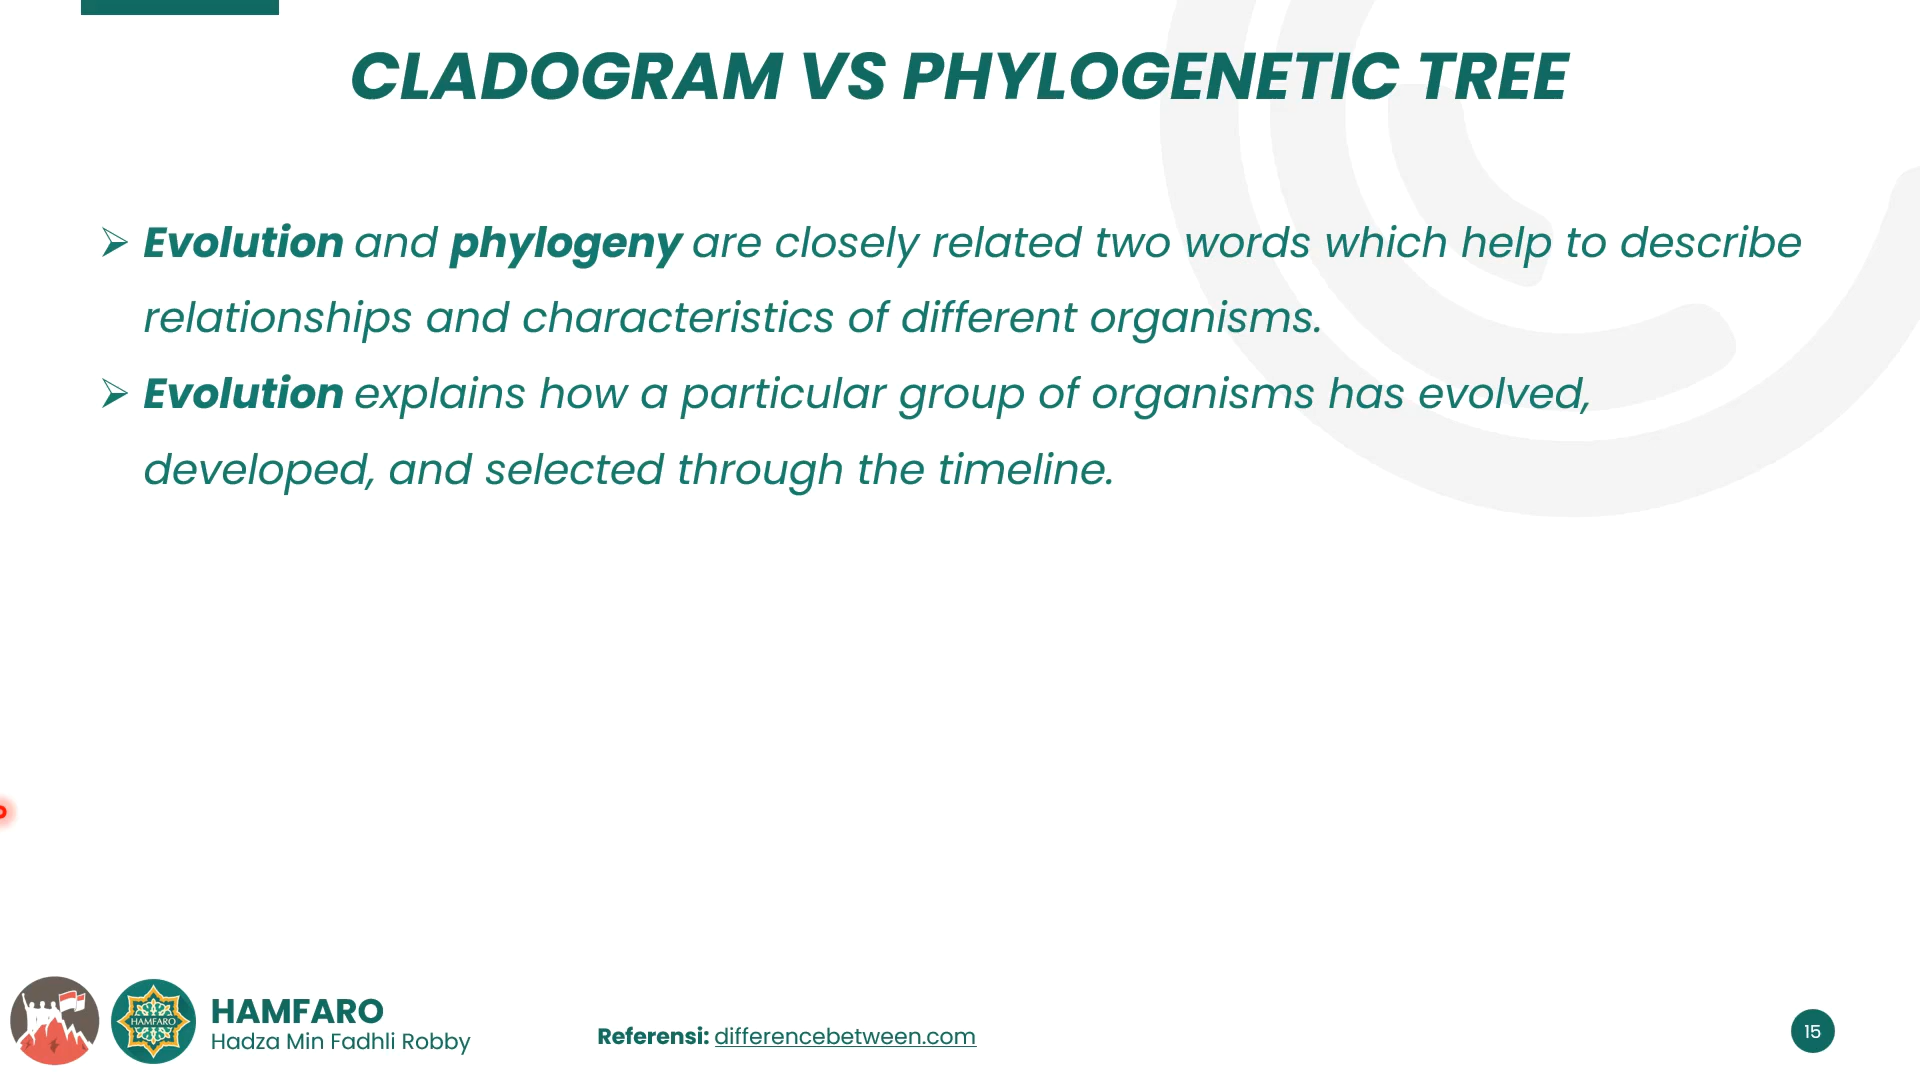 CLADOGRAM VS PHYLOGENETIC TREE
Evolution and phylogeny are closely related two words which help to describe
relationships and characteristics of different organisms.
Evolution explains how a particular group of organisms has evolved,
developed, and selected through the timeline.
HAMFARO
HAMFARO
Hadza Min Fadhli Robby
Referensi: differencebetween.com
15